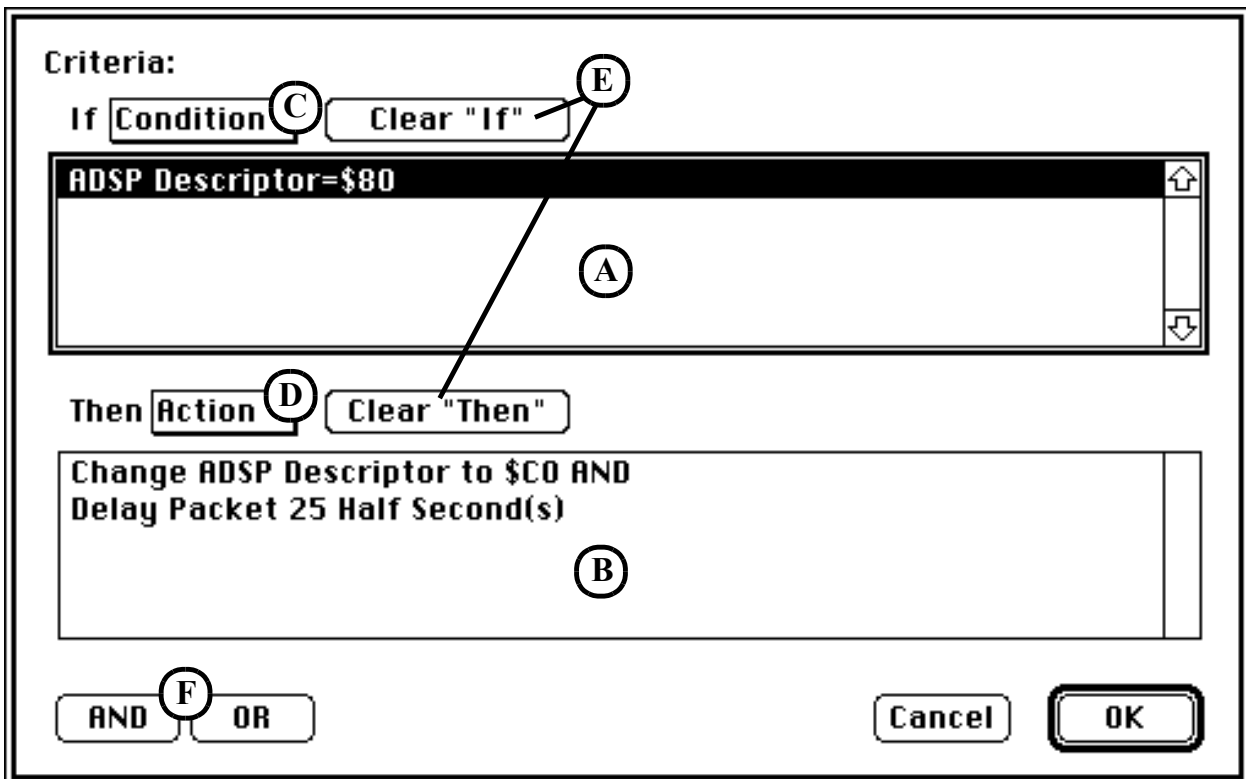 Criteria:
E
If Condition C Clear "If"
ADSP Descriptor=$80
A
Then Action D Clear "Then"
Change ADSP Descriptor to $C0 AND
Delay Packet 25 Half Second(s)
B
AND F OR Cancel OK